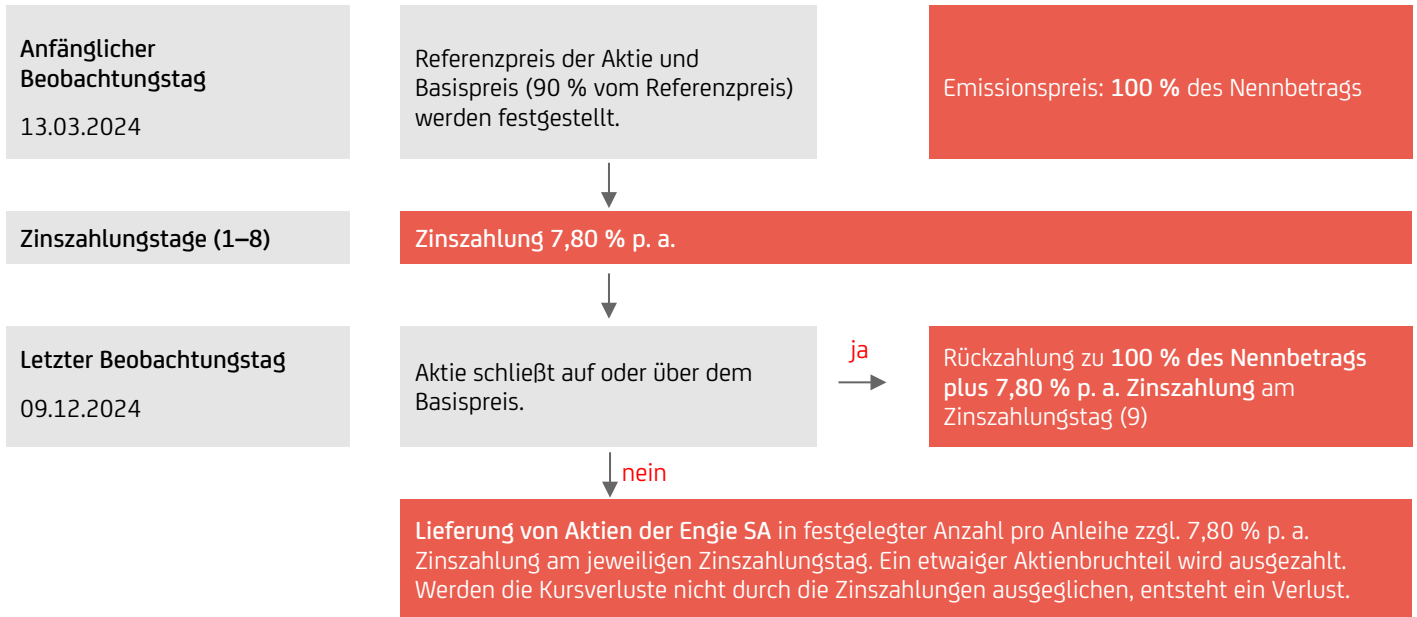 Anfänglicher
Beobachtungstag
13.03.2024
Referenzpreis der Aktie und
Basispreis (90 % vom Referenzpreis)
werden festgestellt.
Emissionspreis: 100 % des Nennbetrags
Zinszahlungstage (1–8)
Zinszahlung 7,80 % p. a.
Letzter Beobachtungstag
09.12.2024
Aktie schließt auf oder über dem
Basispreis.
ja
Rückzahlung zu 100 % des Nennbetrags
plus 7,80 % p. a. Zinszahlung am
Zinszahlungstag (9)
nein
Lieferung von Aktien der Engie SA in festgelegter Anzahl pro Anleihe zzgl. 7,80 % p. a.
Zinszahlung am jeweiligen Zinszahlungstag. Ein etwaiger Aktienbruchteil wird ausgezahlt.
Werden die Kursverluste nicht durch die Zinszahlungen ausgeglichen, entsteht ein Verlust.